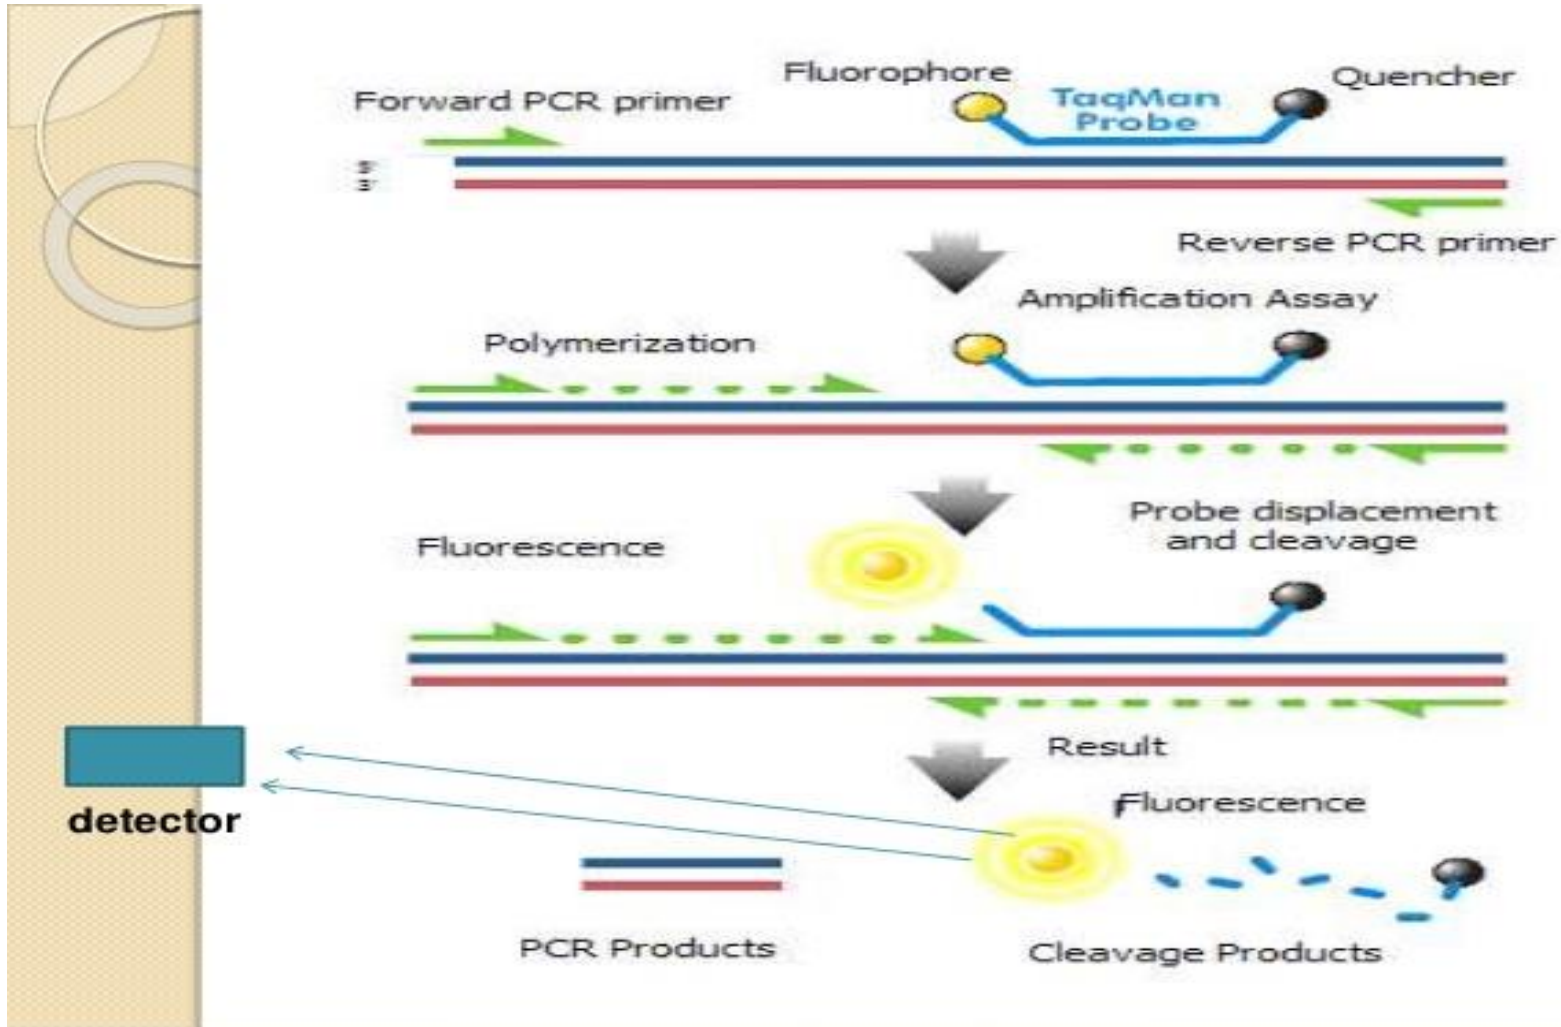 Fluorophore
Quencher
Forward PCR primer
TaqMan
Probe
Reverse PCR primer
Amplification Assay
Polymerization
Probe displacement
and cleavage
Fluorescence
Result
Fluorescence
detector
PCR Products
Cleavage Products